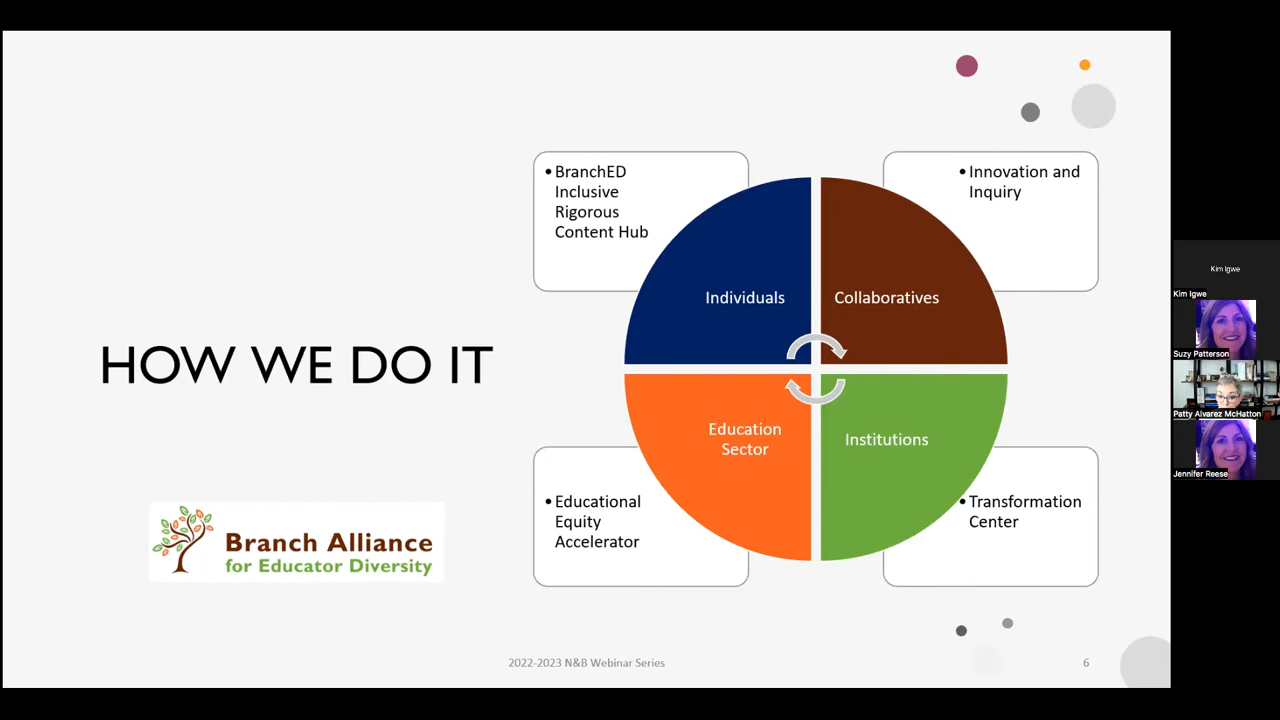 • BranchED
Inclusive
Rigorous
Content Hub
• Innovation and
Inquiry
Individuals
Collaboratives
HOW WE DO IT
Education
Sector
Institutions
• Educational
Equity
Accelerator
• Transformation
Center
Branch Alliance
for Educator Diversity
2022-2023 N&B Webinar Series
6
Kim Igwe
Kim Igwe
Suzy Patterson
Patty Alvarez McHatton
Jennifer Reese